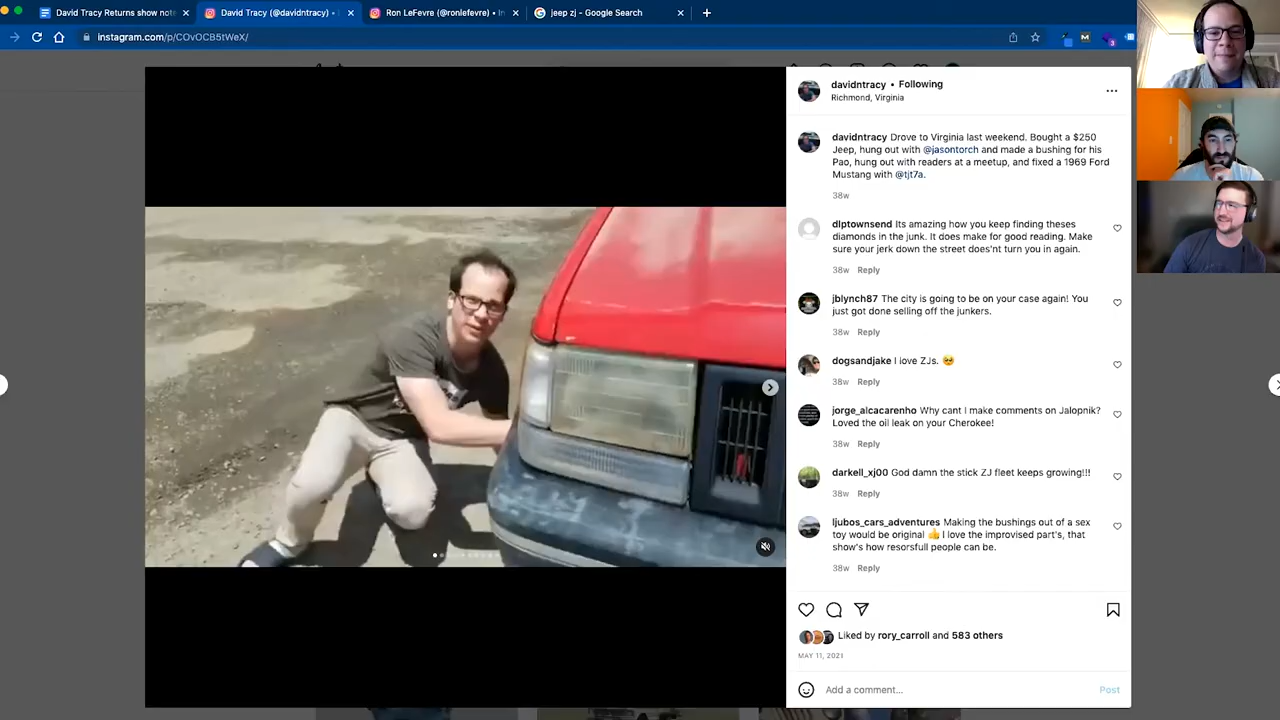 David Tracy Returns show note
David Tracy (@davidntracy) •
Ron LeFevre (@ronlefevre) • In
jeep zj - Google Search
instagram.com/p/COvOCB5tWeX/
davidntracy • Following
Richmond, Virginia
davidntracy Drove to Virginia last weekend. Bought a $250
Jeep, hung out with @jasontorch and made a bushing for his
Pao, hung out with readers at a meetup, and fixed a 1969 Ford
Mustang with @tjt7a.
38w
dlptownsend Its amazing how you keep finding theses
diamonds in the junk. It does make for good reading. Make
sure your jerk down the street does'nt turn you in again.
38w Reply
jblynch87 The city is going to be on your case again! You
just got done selling off the junkers.
38w Reply
dogsandjake I love ZJs. 🥹
38w Reply
jorge_alcacarenho Why cant I make comments on Jalopnik?
Loved the oil leak on your Cherokee!
38w Reply
darkell_xj00 God damn the stick ZJ fleet keeps growing!!!
38w Reply
ljubos_cars_adventures Making the bushings out of a sex
toy would be original 👍 I love the improvised part's, that
show's how resorsfull people can be.
38w Reply
Liked by rory_carroll and 583 others
MAY 11, 2021
Add a comment...
Post